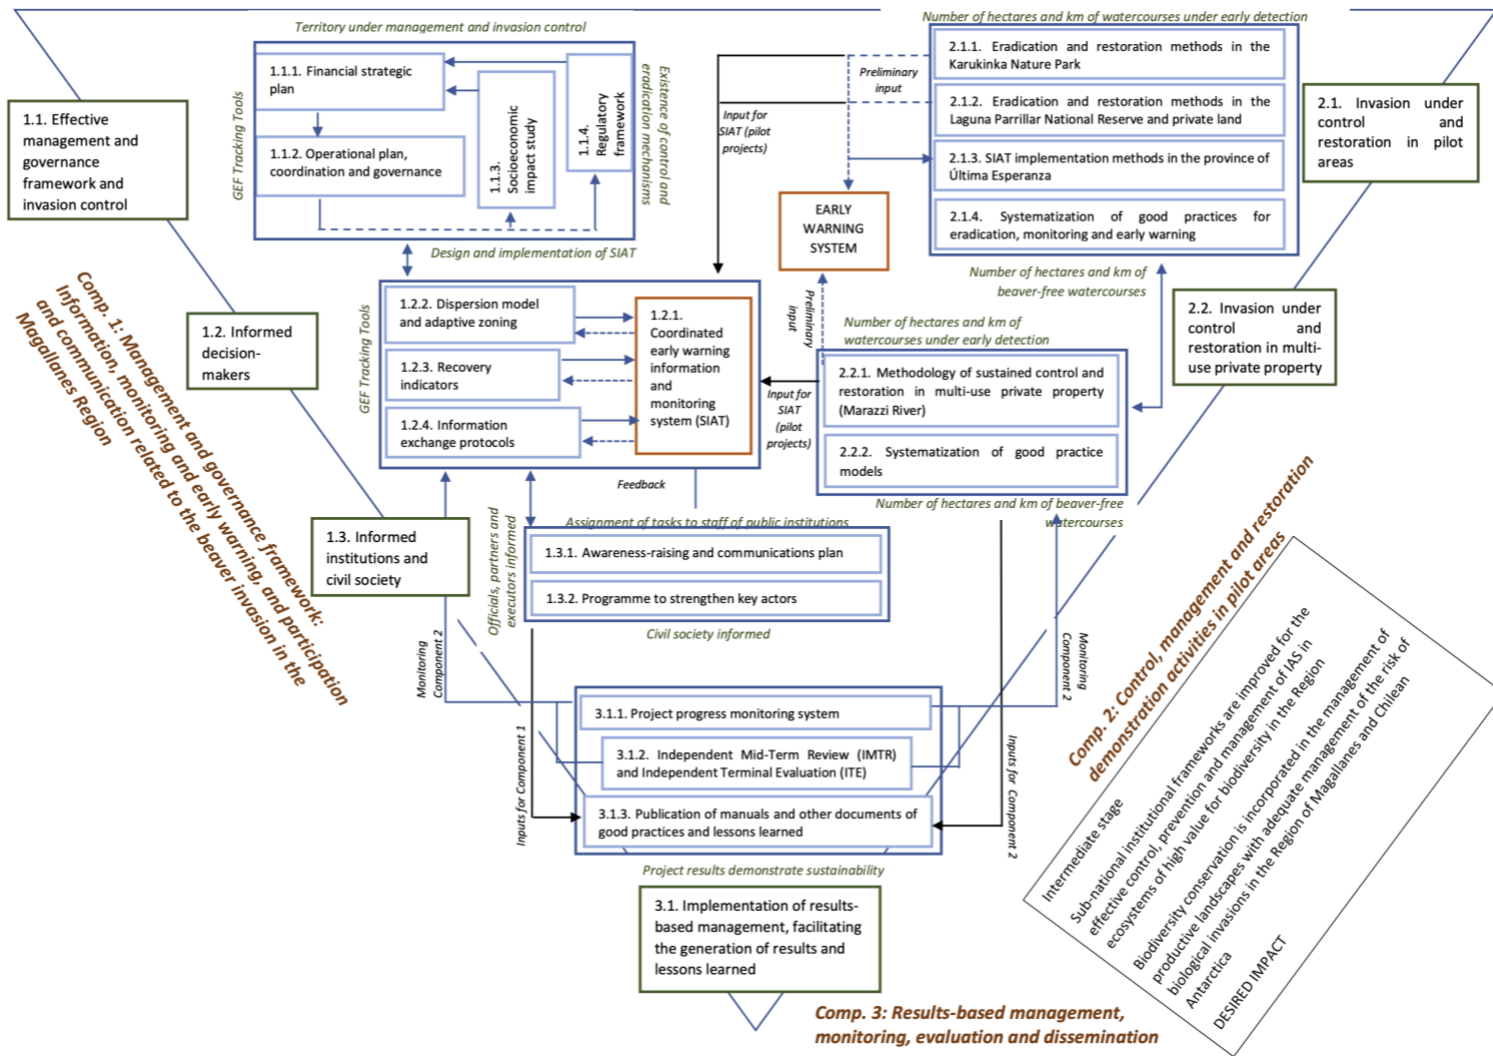 Territory under management and invasion control
Number of hectares and km of watercourses under early detection
1.1. Effective
management and
governance
framework and
invasion control
GEF Tracking Tools
1.1.1. Financial strategic
plan
1.1.2. Operational plan,
coordination and governance
1.1.3.
Socioeconomic
impact study
1.1.4.
Regulatory
framework
Existence of control and
eradication mechanisms
Design and implementation of SIAT
Preliminary
input
Input for
SIAT (pilot
projects)
2.1.1. Eradication and restoration methods in the
Karukinka Nature Park
2.1.2. Eradication and restoration methods in the
Laguna Parrillar National Reserve and private land
2.1.3. SIAT implementation methods in the province of
Última Esperanza
2.1.4. Systematization of good practices for
eradication, monitoring and early warning
2.1. Invasion under
control and
restoration in pilot
areas
EARLY
WARNING
SYSTEM
Number of hectares and km of
beaver-free watercourses
2.2. Invasion under
control and
restoration in multi-
use private property
1.2. Informed
decision-
makers
GEF Tracking Tools
1.2.2. Dispersion model
and adaptive zoning
1.2.3. Recovery
indicators
1.2.4. Information
exchange protocols
1.2.1.
Coordinated
early warning
information
and
monitoring
system (SIAT)
Preliminary
input
Number of hectares and km of
watercourses under early detection
Input for
SIAT
(pilot
projects)
2.2.1. Methodology of sustained control and
restoration in multi-use private property
(Marazzi River)
2.2.2. Systematization of good practice
models
Number of hectares and km of beaver-free
watercourses
Comp. 1: Management and governance framework:
Information, monitoring and early warning, and participation
and communication related to the beaver invasion in the
Magallanes Region
Feedback
1.3. Informed
institutions and
civil society
Officials, partners and
executors informed
Assignment of tasks to staff of public institutions
1.3.1. Awareness-raising and communications plan
1.3.2. Programme to strengthen key actors
Civil society informed
Monitoring
Component 2
Inputs for Component 1
3.1.1. Project progress monitoring system
3.1.2. Independent Mid-Term Review (IMTR)
and Independent Terminal Evaluation (ITE)
3.1.3. Publication of manuals and other documents of
good practices and lessons learned
Inputs for Component 2
Monitoring
Component 2
Project results demonstrate sustainability
3.1. Implementation of results-
based management, facilitating
the generation of results and
lessons learned
Comp. 2: Control, management and restoration
demonstration activities in pilot areas
Intermediate stage
Sub-national institutional frameworks are improved for the
effective control, prevention and management of IAS in
ecosystems of high value for biodiversity in the Region
Biodiversity conservation is incorporated in the management of
productive landscapes with adequate management of the risk of
biological invasions in the Region of Magallanes and Chilean
Antarctica
DESIRED IMPACT
Comp. 3: Results-based management,
monitoring, evaluation and dissemination